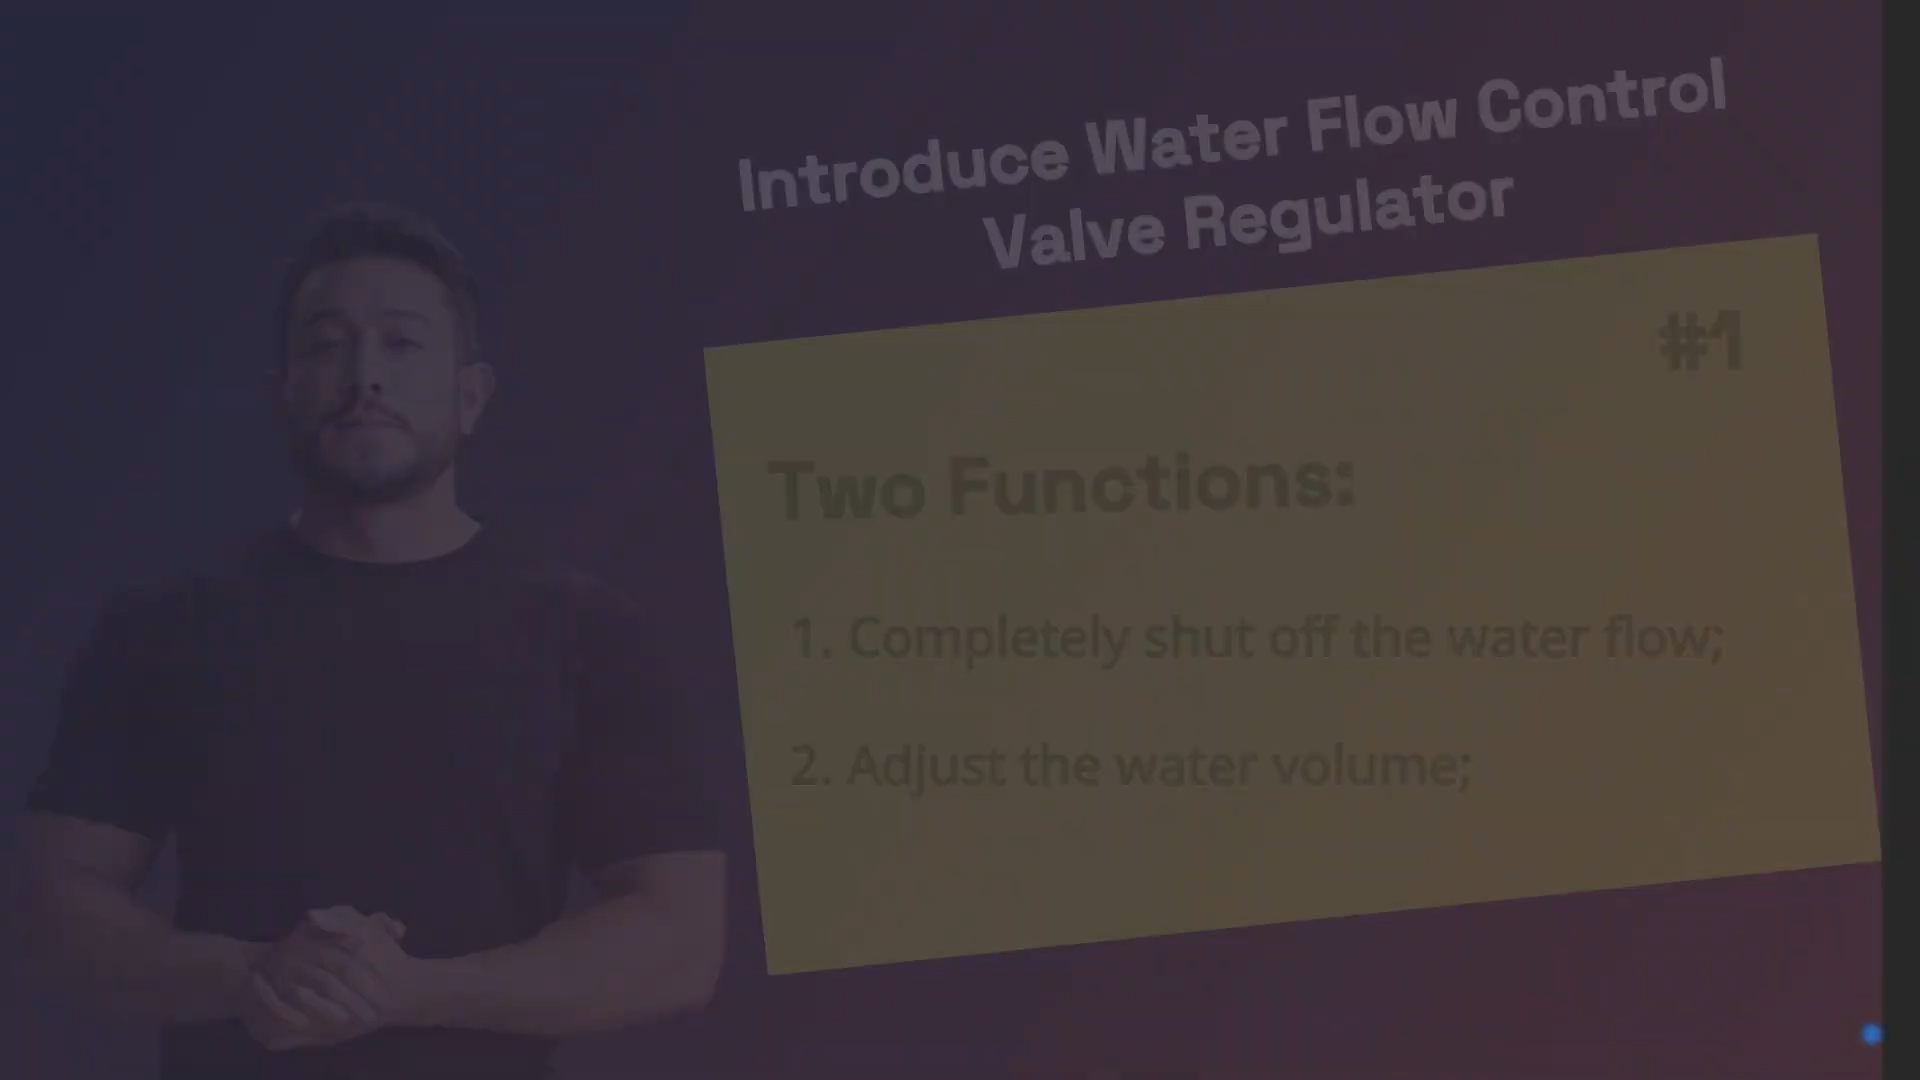 Introduce Water Flow Control
Valve Regulator
#1
Two Functions:
1. Completely shut off the water flow;
2. Adjust the water volume;